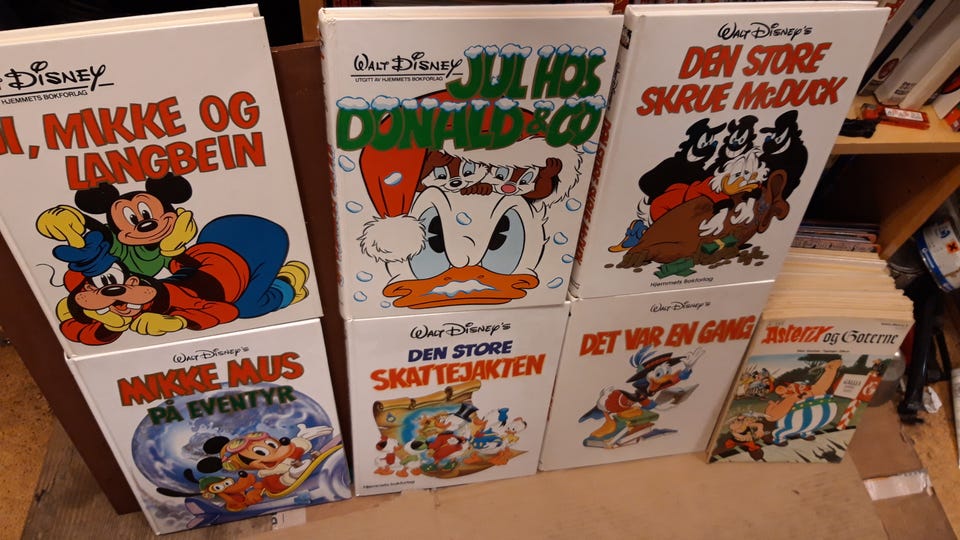 WALT DISNEY
HJEMMETS BOKFORLAG
I, MIKKE OG
LANGBEIN
WALT DISNEY
UTGITT AV HJEMMETS BOKFORLAG
JUL HOS
DONALD & CO
WALT DISNEY'S
DEN STORE
SKRUE McDUCK
Hjemmets Bokforlag
WALT DISNEY'S
MIKKE MUS
PÅ EVENTYR
WALT DISNEY'S
DEN STORE
SKATTEJAKTEN
Hjemmets Bokforlag
WALT DISNEY'S
DET VAR EN GANG
Asterix og Goterne